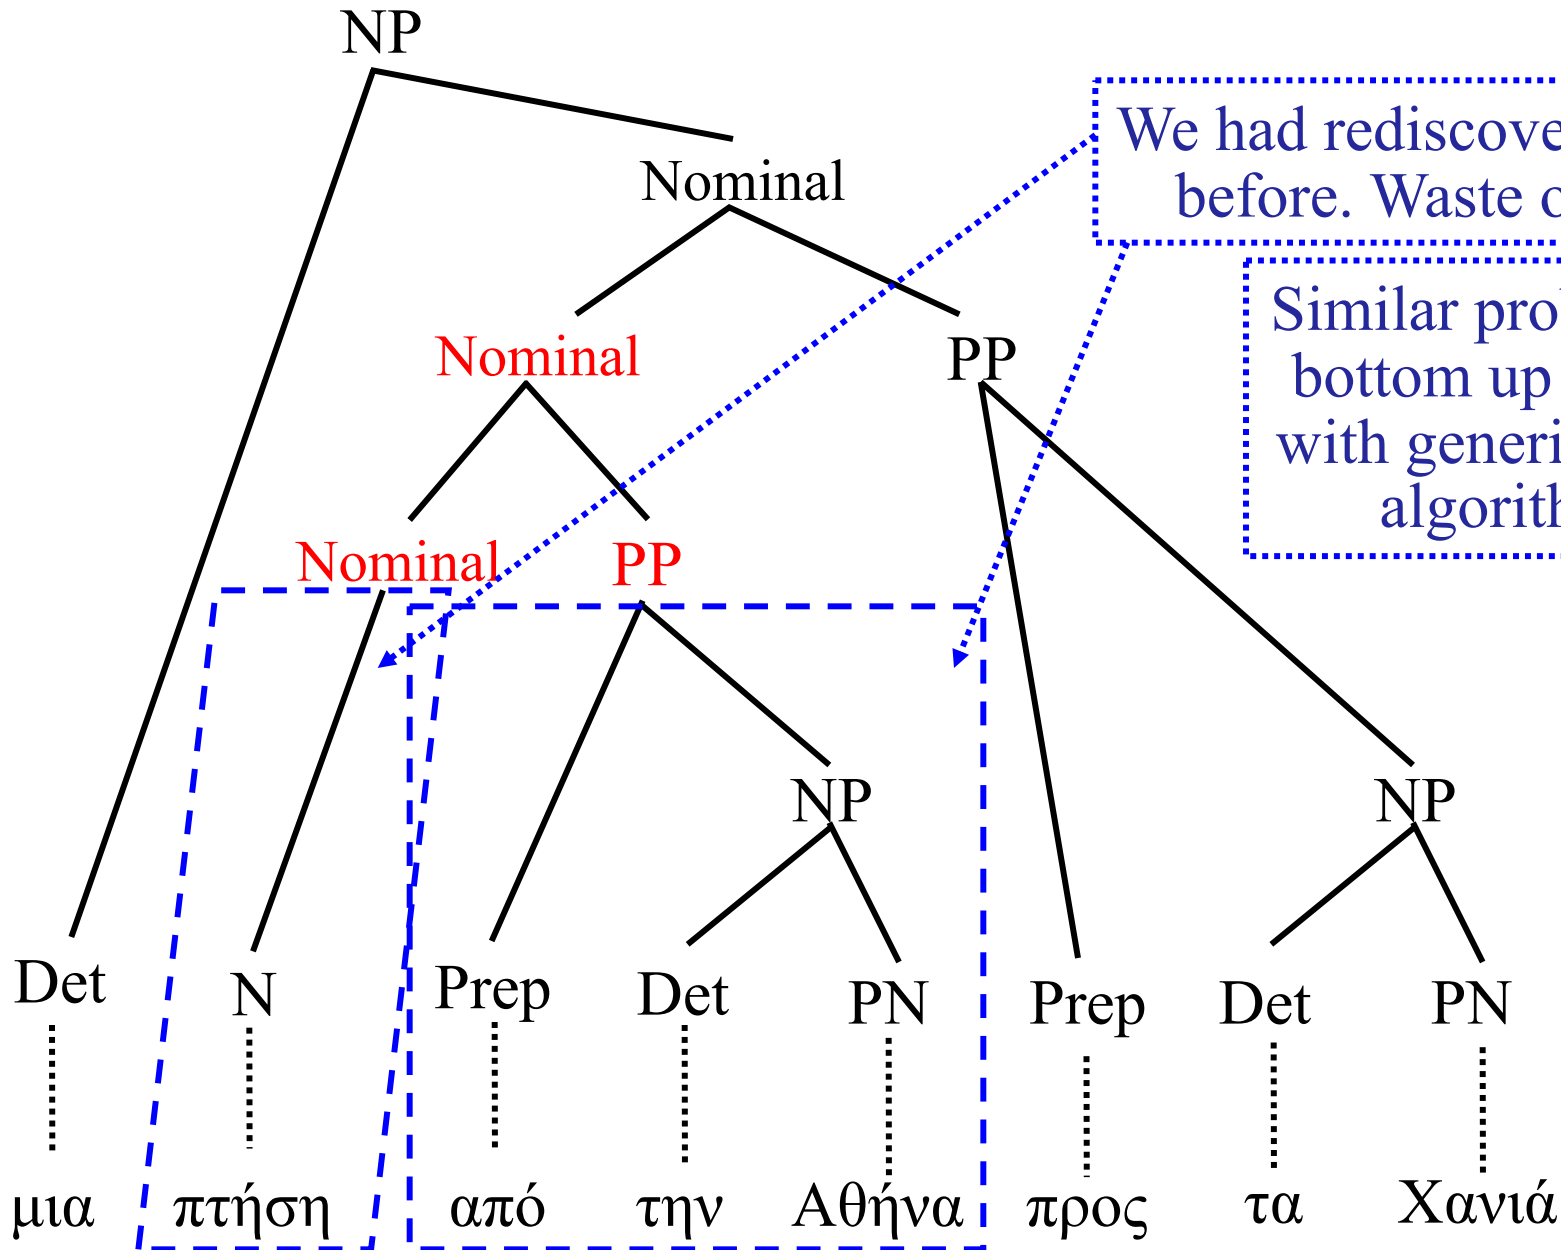 NP
We had rediscove
before. Waste o
Nominal
Similar pro
bottom up
with generi
algorith
Nominal PP
Nominal PP
NP NP
Det N Prep Det PN Prep Det PN
μια πτήση από την Αθήνα προς τα Χανιά